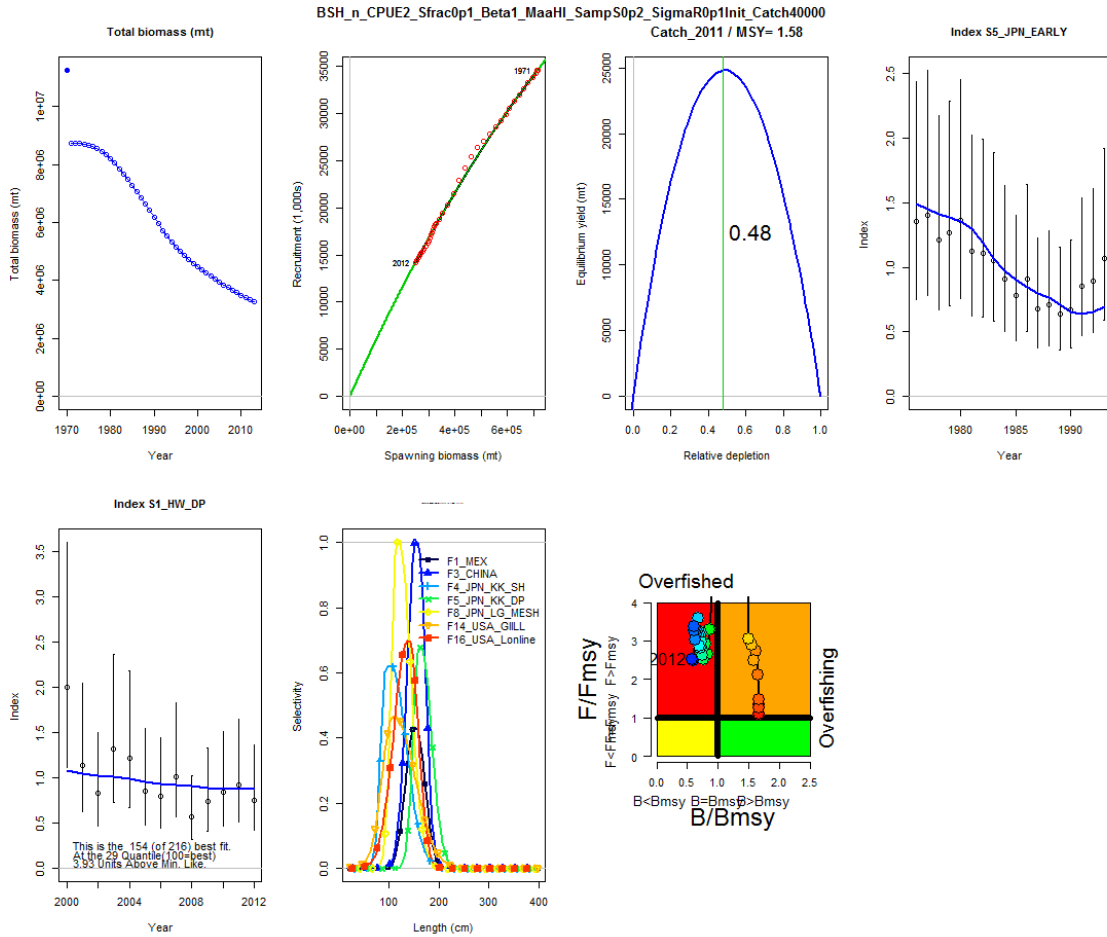 BSH_n_CPUE2_Sfrac0p1_Beta1_MaaHI_SampS0p2_SigmaR0p1Init_Catch40000
Total biomass (mt)
Total biomass (mt)
1e+07
8e+06
6e+06
4e+06
2e+06
0e+00
1970 1980 1990 2000 2010
Year
Recruitment (1,000s)
35000
30000
25000
20000
15000
10000
5000
0
1971
2012
0e+00 2e+05 4e+05 6e+05
Spawning biomass (mt)
Catch_2011 / MSY= 1.58
Equilibrium yield (mt)
25000
20000
15000
10000
5000
0
0.48
0.0 0.2 0.4 0.6 0.8 1.0
Relative depletion
Index S5_JPN_EARLY
Index
2.5
2.0
1.5
1.0
0.5
0.0
1980 1985 1990
Year
Index S1_HW_DP
Index
3.5
3.0
2.5
2.0
1.5
1.0
0.5
0.0
This is the 154 (of 216) best fit.
At the 29 Quantile(100=best)
3.93 Units Above Min. Like.
2000 2004 2008 2012
Year
Selectivity
1.0
0.8
0.6
0.4
0.2
0.0
F1_MEX
F3_CHINA
F4_JPN_KK_SH
F5_JPN_KK_DP
F8_JPN_LG_MESH
F14_USA_GIILL
F16_USA_Lonline
100 200 300 400
Length (cm)
Overfished
F/Fmsy
F>Fmsy
4
3
2
1
0
2012
Overfishing
0.0 0.5 1.0 1.5 2.0 2.5
B<Bmsy B=Bmsy B>Bmsy
B/Bmsy